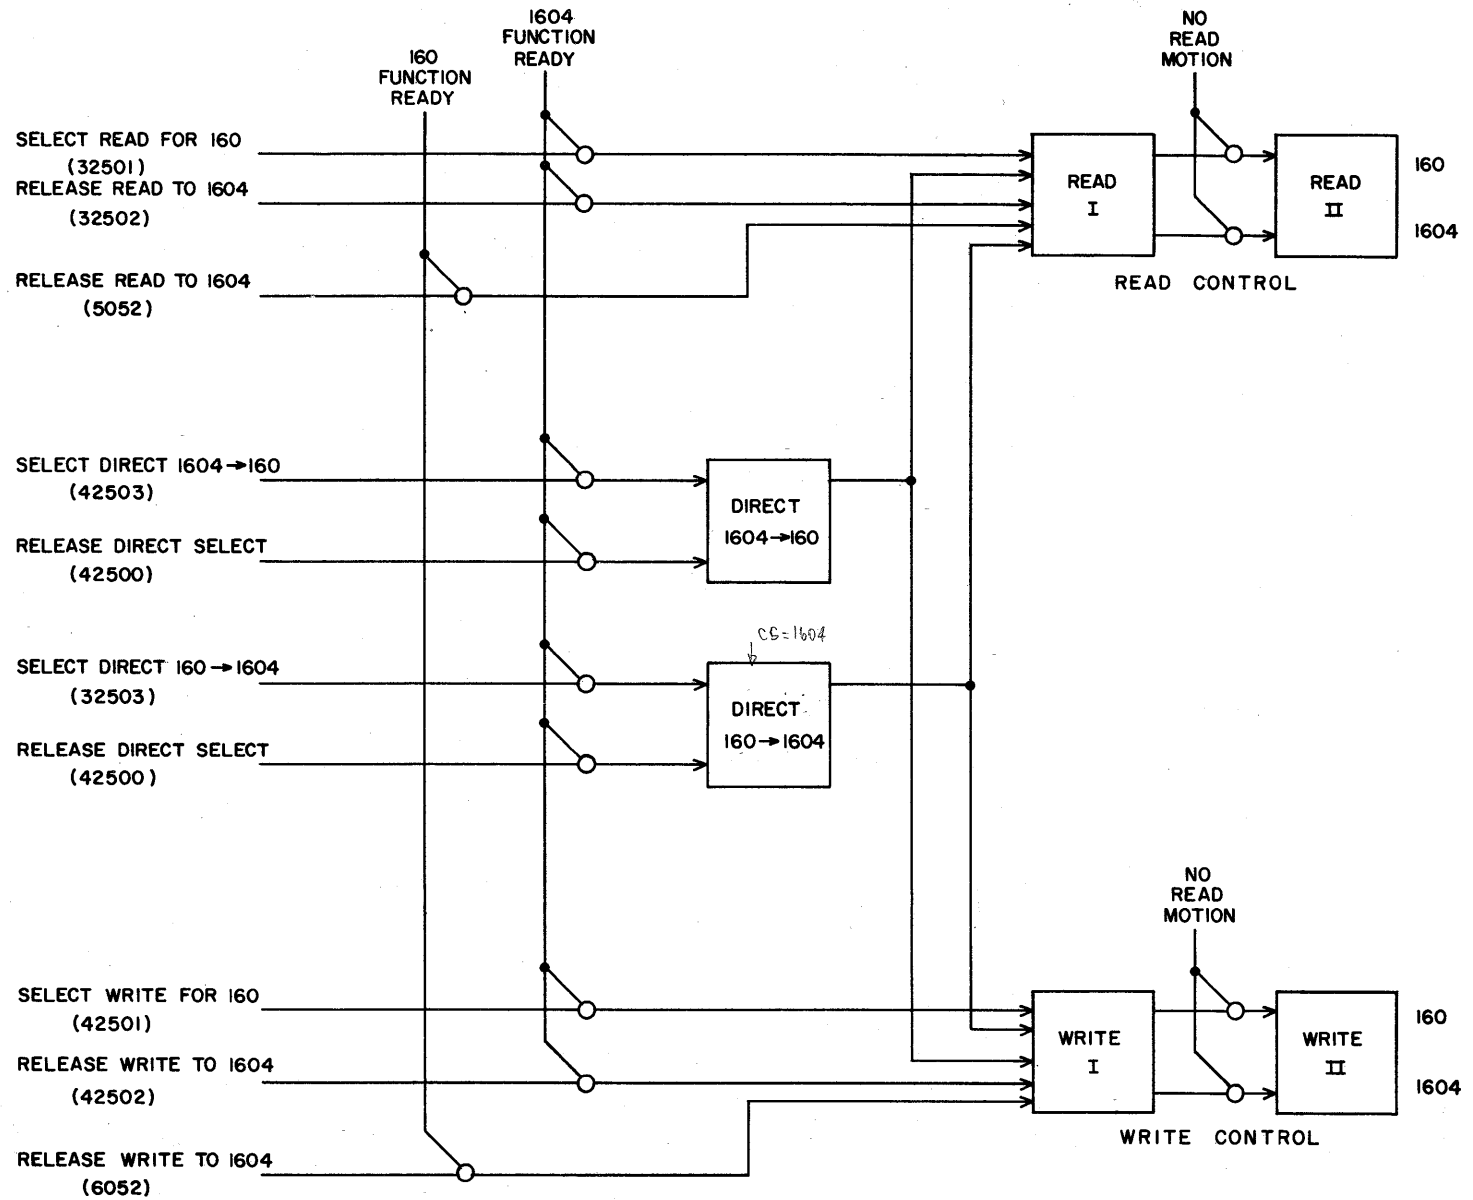 1604
FUNCTION
READY
160
FUNCTION
READY
NO
READ
MOTION
SELECT READ FOR 160
(32501)
RELEASE READ TO 1604
(32502)
RELEASE READ TO 1604
(5052)
READ
I
READ
II
160
1604
READ CONTROL
SELECT DIRECT 1604→160
(42503)
RELEASE DIRECT SELECT
(42500)
DIRECT
1604→160
SELECT DIRECT 160→1604
(32503)
RELEASE DIRECT SELECT
(42500)
CS=1604
DIRECT
160→1604
NO
READ
MOTION
SELECT WRITE FOR 160
(42501)
RELEASE WRITE TO 1604
(42502)
RELEASE WRITE TO 1604
(6052)
WRITE
I
WRITE
II
160
1604
WRITE CONTROL